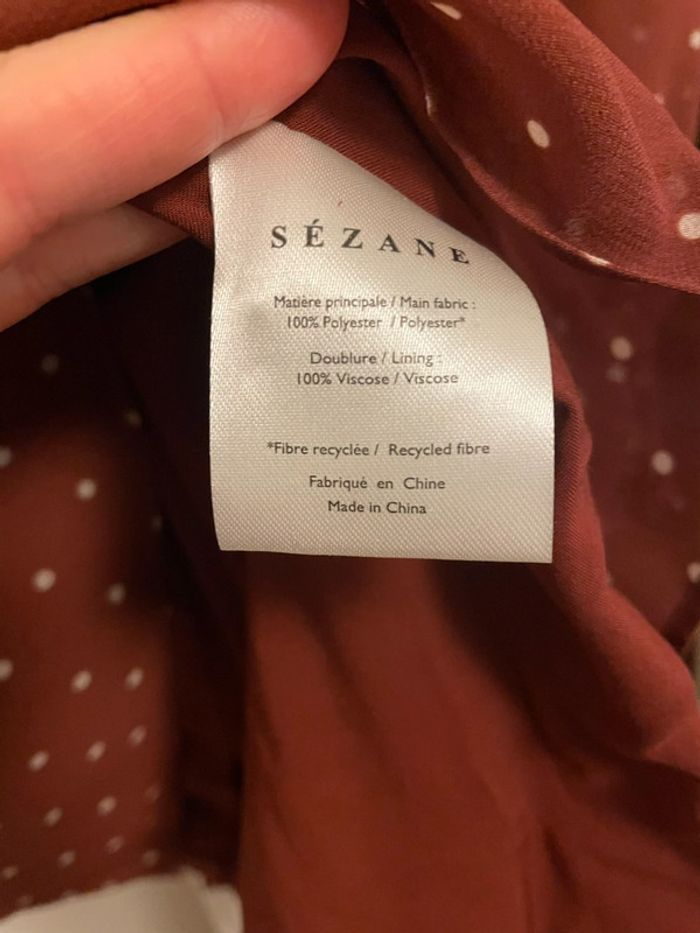 SÉZANE
Matière principale / Main fabric :
100% Polyester / Polyester*
Doublure / Lining :
100% Viscose / Viscose
*Fibre recyclée / Recycled fibre
Fabriqué en Chine
Made in China